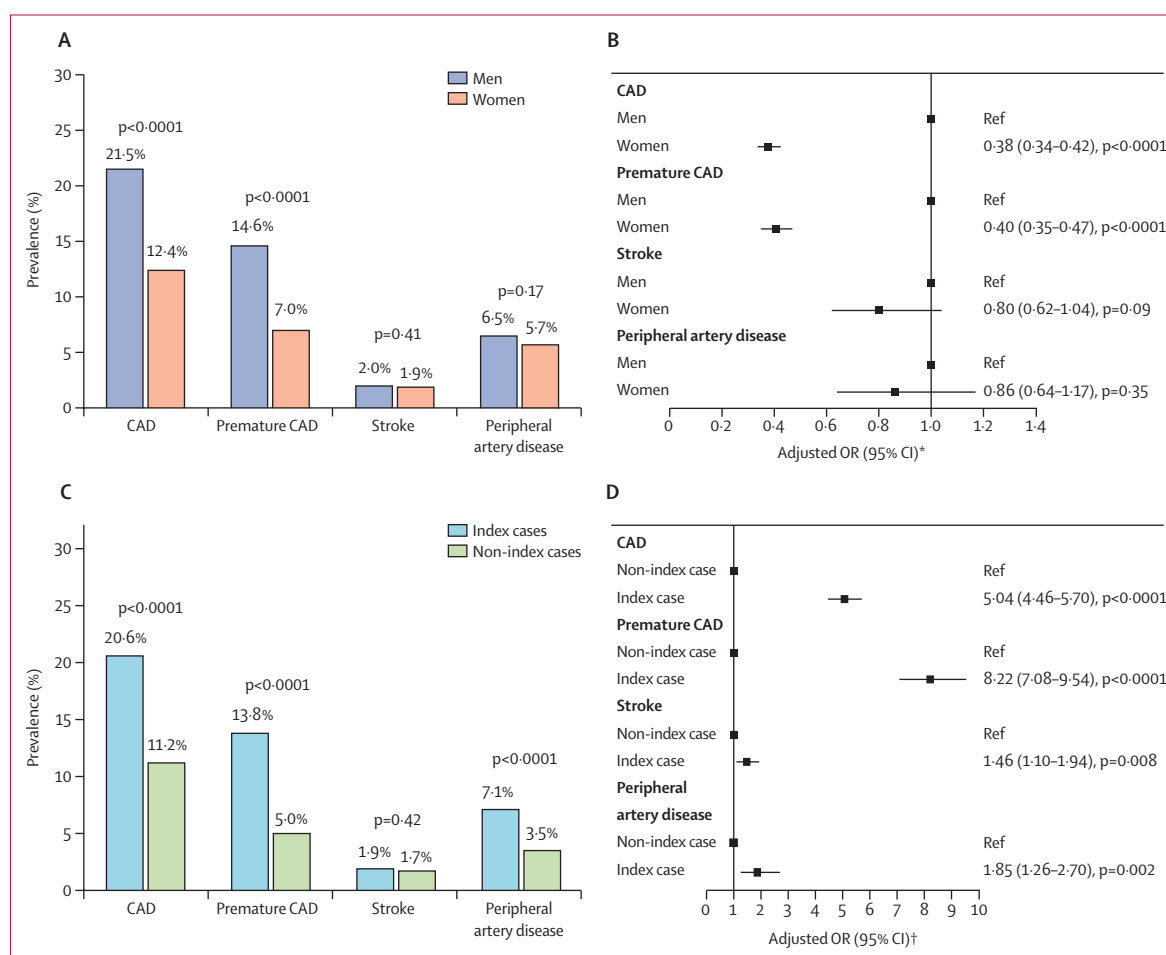 A
30
25
20
15
10
5
0
Prevalence (%)
Men
Women
p<0·0001
21·5%
12·4%
p<0·0001
14·6%
7·0%
p=0·41
2·0%
1·9%
p=0·17
6·5%
5·7%
CAD
Premature CAD
Stroke
Peripheral
artery disease
B
CAD
Men Ref
Women 0·38 (0·34–0·42), p<0·0001
Premature CAD
Men Ref
Women 0·40 (0·35–0·47), p<0·0001
Stroke
Men Ref
Women 0·80 (0·62–1·04), p=0·09
Peripheral artery disease
Men Ref
Women 0·86 (0·64–1·17), p=0·35
0 0·2 0·4 0·6 0·8 1·0 1·2 1·4
Adjusted OR (95% CI)*
C
30
25
20
15
10
5
0
Prevalence (%)
Index cases
Non-index cases
p<0·0001
20·6%
11·2%
p<0·0001
13·8%
5·0%
p=0·42
1·9%
1·7%
p<0·0001
7·1%
3·5%
CAD
Premature CAD
Stroke
Peripheral
artery disease
D
CAD
Non-index case Ref
Index case 5·04 (4·46–5·70), p<0·0001
Premature CAD
Non-index case Ref
Index case 8·22 (7·08–9·54), p<0·0001
Stroke
Non-index case Ref
Index case 1·46 (1·10–1·94), p=0·008
Peripheral
artery disease
Non-index case Ref
Index case 1·85 (1·26–2·70), p=0·002
0 1 2 3 4 5 6 7 8 9 10
Adjusted OR (95% CI)†